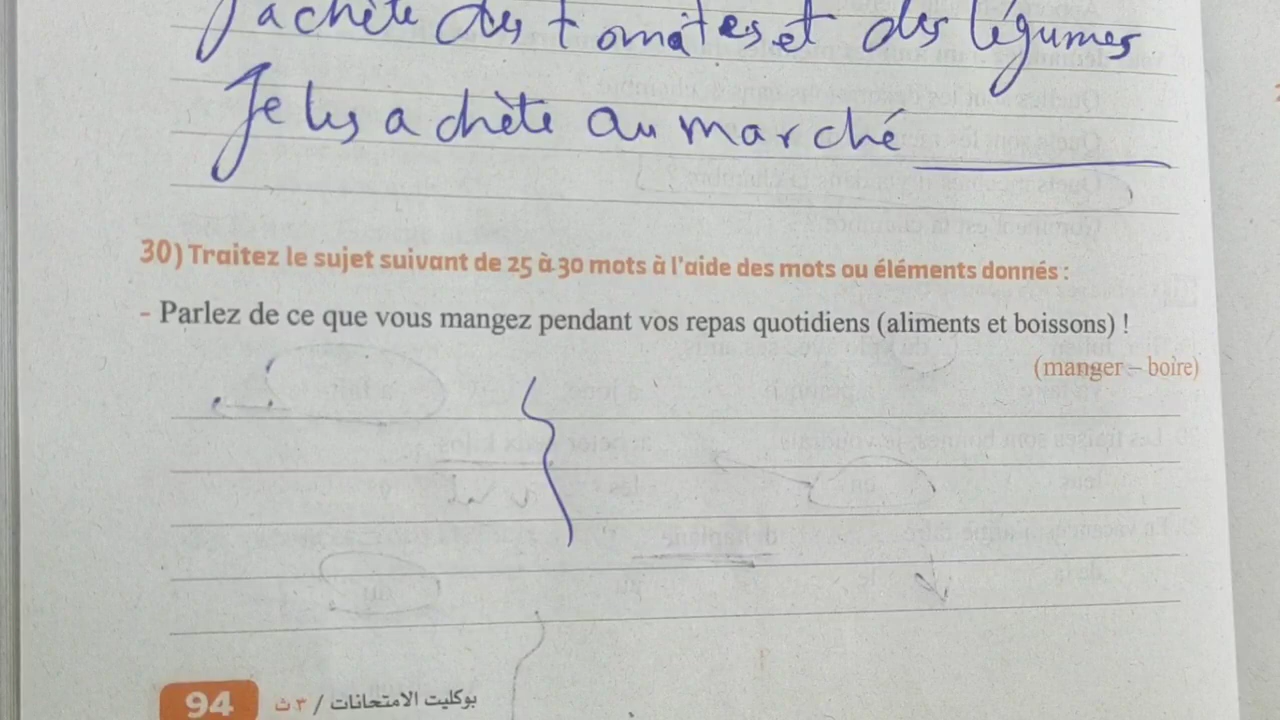 J'achète des tomates et des légumes
Je les achète au marché
30) Traitez le sujet suivant de 25 à 30 mots à l'aide des mots ou éléments donnés :
- Parlez de ce que vous mangez pendant vos repas quotidiens (aliments et boissons) !
(manger – boire)
94 بوكليت الامتحانات / ٣ ث